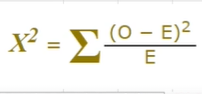 X² = ∑ (O − E)² / E